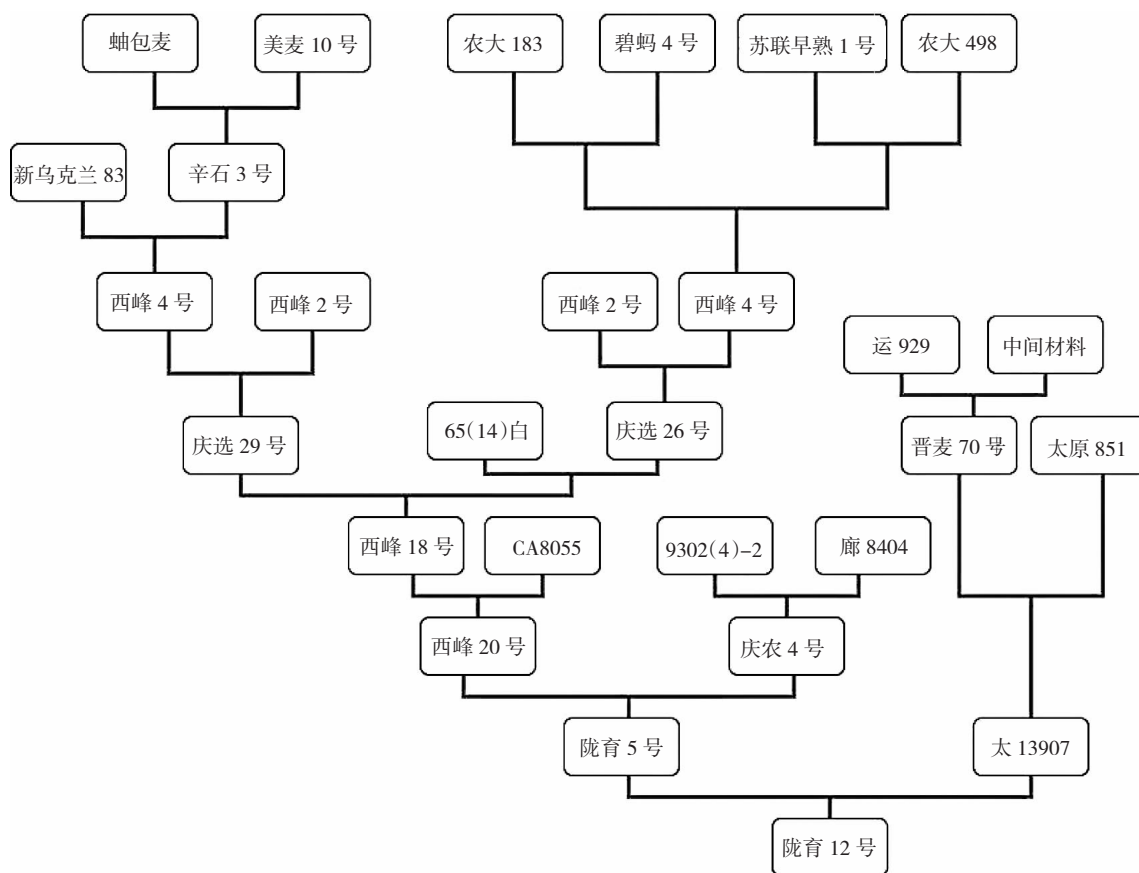 蚰包麦
美麦 10 号
农大 183
碧蚂 4 号
苏联早熟 1 号
农大 498
新乌克兰 83
辛石 3 号
西峰 4 号
西峰 2 号
西峰 2 号
西峰 4 号
运 929
中间材料
庆选 29 号
65(14)白
庆选 26 号
晋麦 70 号
太原 851
西峰 18 号
CA8055
9302(4)-2
廊 8404
西峰 20 号
庆农 4 号
陇育 5 号
太 13907
陇育 12 号